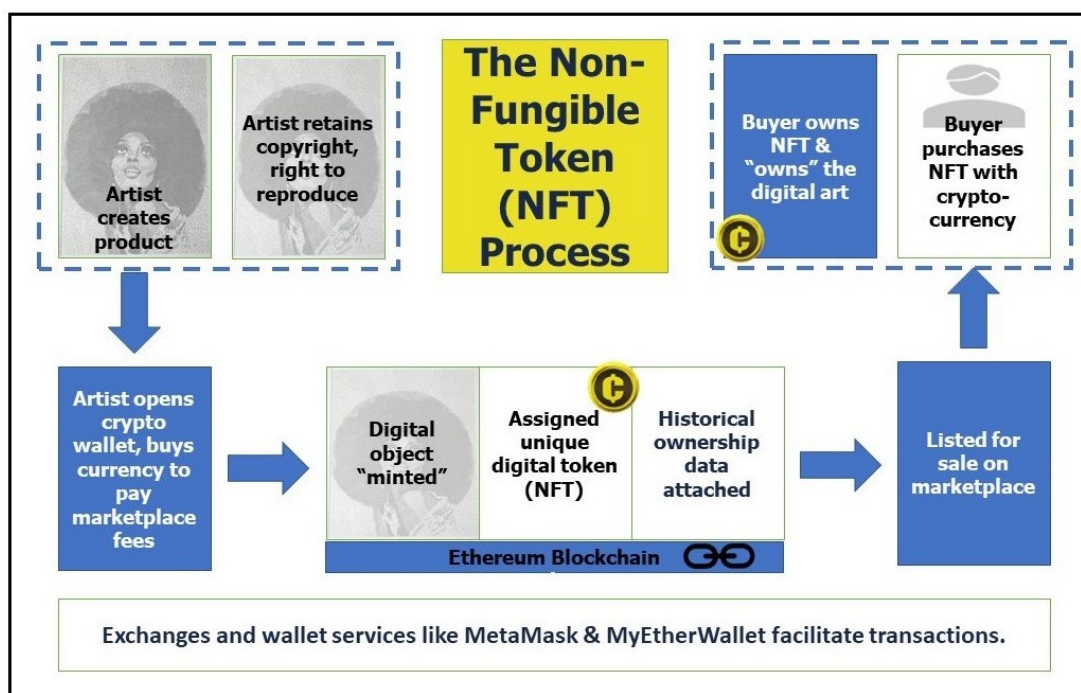 Artist
creates
product
Artist retains
copyright,
right to
reproduce
The Non-
Fungible
Token
(NFT)
Process
Buyer owns
NFT &
“owns” the
digital art
Buyer
purchases
NFT with
crypto-
currency
Artist opens
crypto
wallet, buys
currency to
pay
marketplace
fees
Digital
object
“minted”
Assigned
unique
digital token
(NFT)
Historical
ownership
data
attached
Ethereum Blockchain
Listed for
sale on
marketplace
Exchanges and wallet services like MetaMask & MyEtherWallet facilitate transactions.